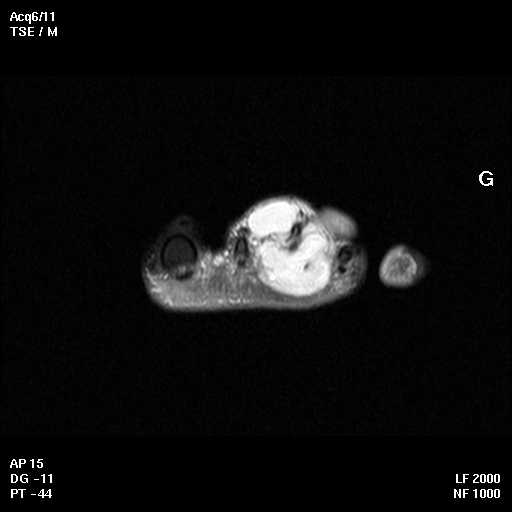 Acq6/11
TSE / M
G
AP 15
DG -11
PT -44
LF 2000
NF 1000